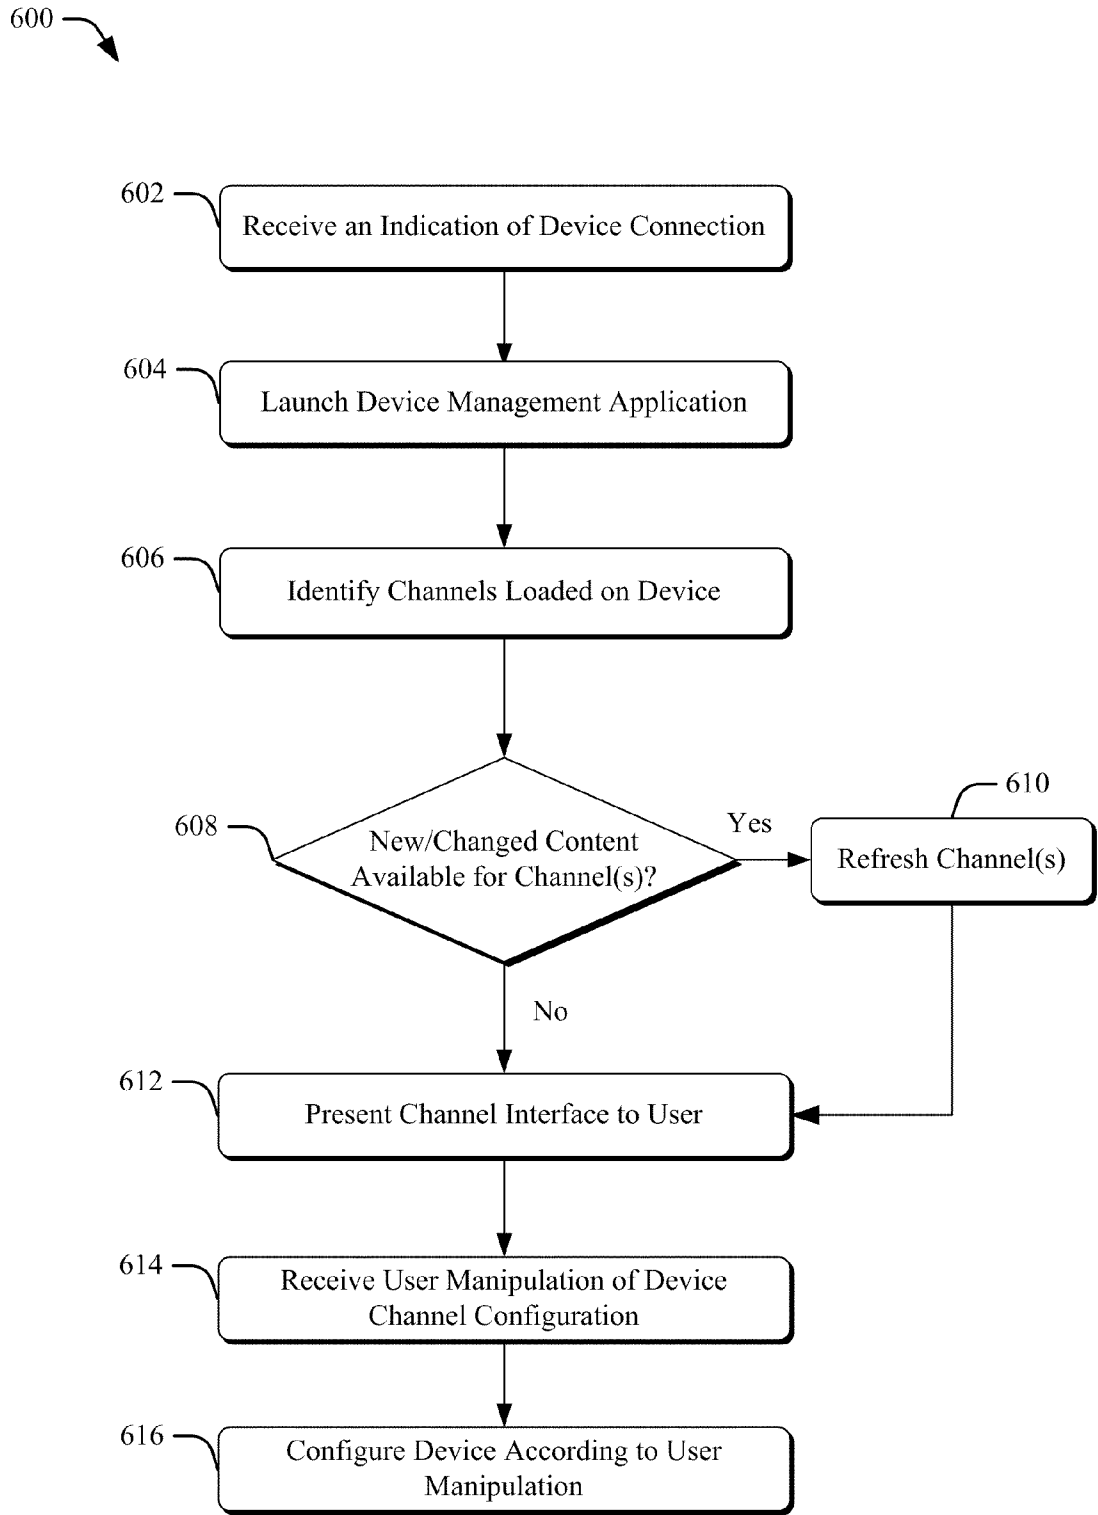 600
602
Receive an Indication of Device Connection
604
Launch Device Management Application
606
Identify Channels Loaded on Device
608
New/Changed Content
Available for Channel(s)?
Yes
610
Refresh Channel(s)
No
612
Present Channel Interface to User
614
Receive User Manipulation of Device
Channel Configuration
616
Configure Device According to User
Manipulation